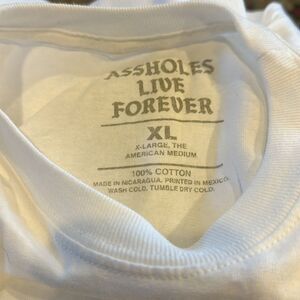 ASSHOLES
LIVE
FOREVER
XL
X-LARGE, THE
AMERICAN MEDIUM.
100% COTTON
MADE IN NICARAGUA. PRINTED IN MEXICO.
WASH COLD, TUMBLE DRY COLD.